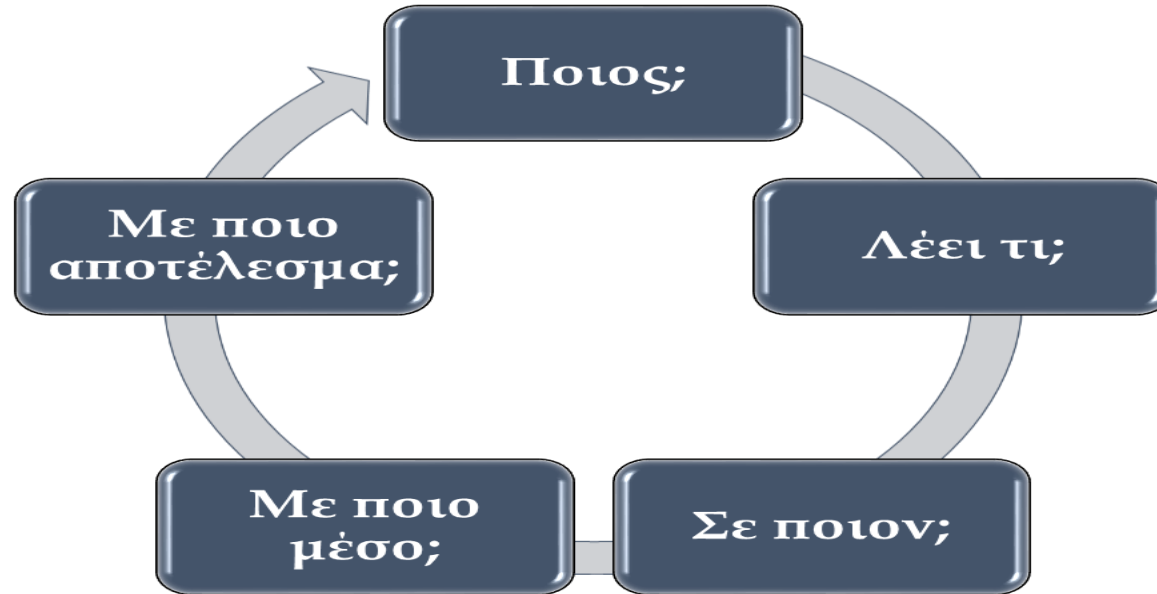 Ποιος;
Λέει τι;
Σε ποιον;
Με ποιο
μέσο;
Με ποιο
αποτέλεσμα;